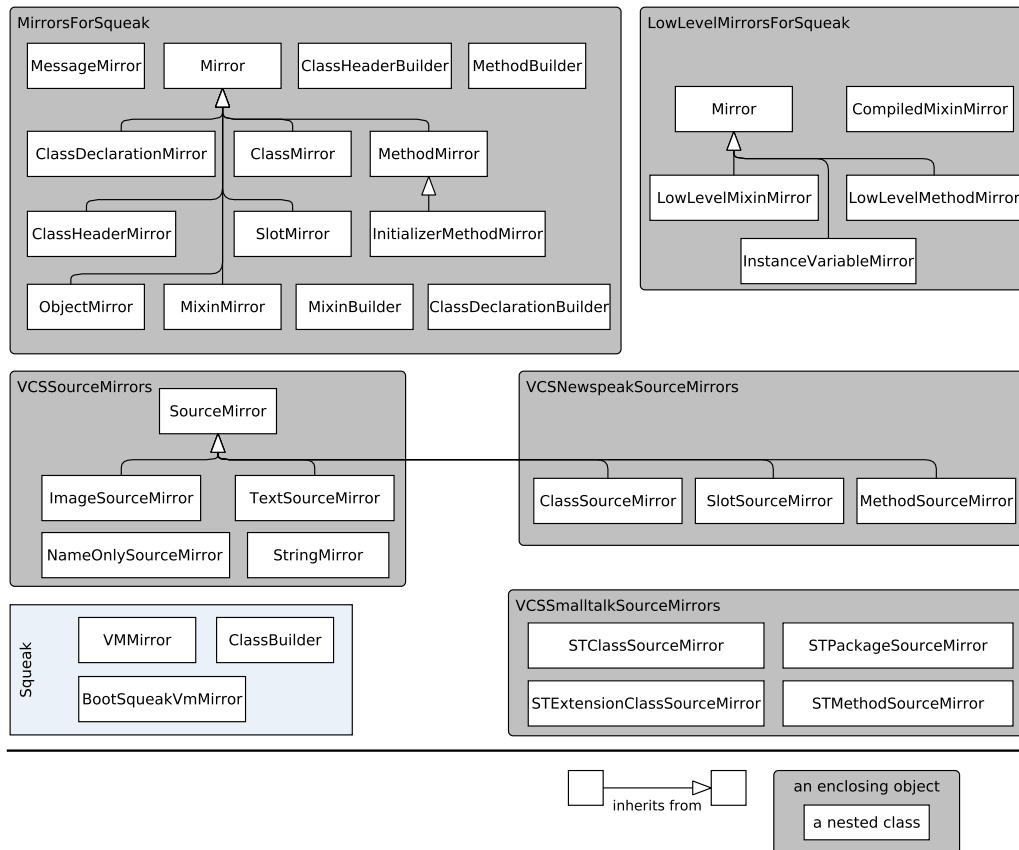 MirrorsForSqueak
MessageMirror
Mirror
ClassHeaderBuilder
MethodBuilder
ClassDeclarationMirror
ClassMirror
MethodMirror
ClassHeaderMirror
SlotMirror
InitializerMethodMirror
ObjectMirror
MixinMirror
MixinBuilder
ClassDeclarationBuilder
LowLevelMirrorsForSqueak
Mirror
CompiledMixinMirror
LowLevelMixinMirror
LowLevelMethodMirror
InstanceVariableMirror
VCSSourceMirrors
SourceMirror
ImageSourceMirror
TextSourceMirror
NameOnlySourceMirror
StringMirror
VCSNewspeakSourceMirrors
ClassSourceMirror
SlotSourceMirror
MethodSourceMirror
Squeak
VMMirror
ClassBuilder
BootSqueakVmMirror
VCSSmalltalkSourceMirrors
STClassSourceMirror
STPackageSourceMirror
STExtensionClassSourceMirror
STMethodSourceMirror
inherits from
an enclosing object
a nested class